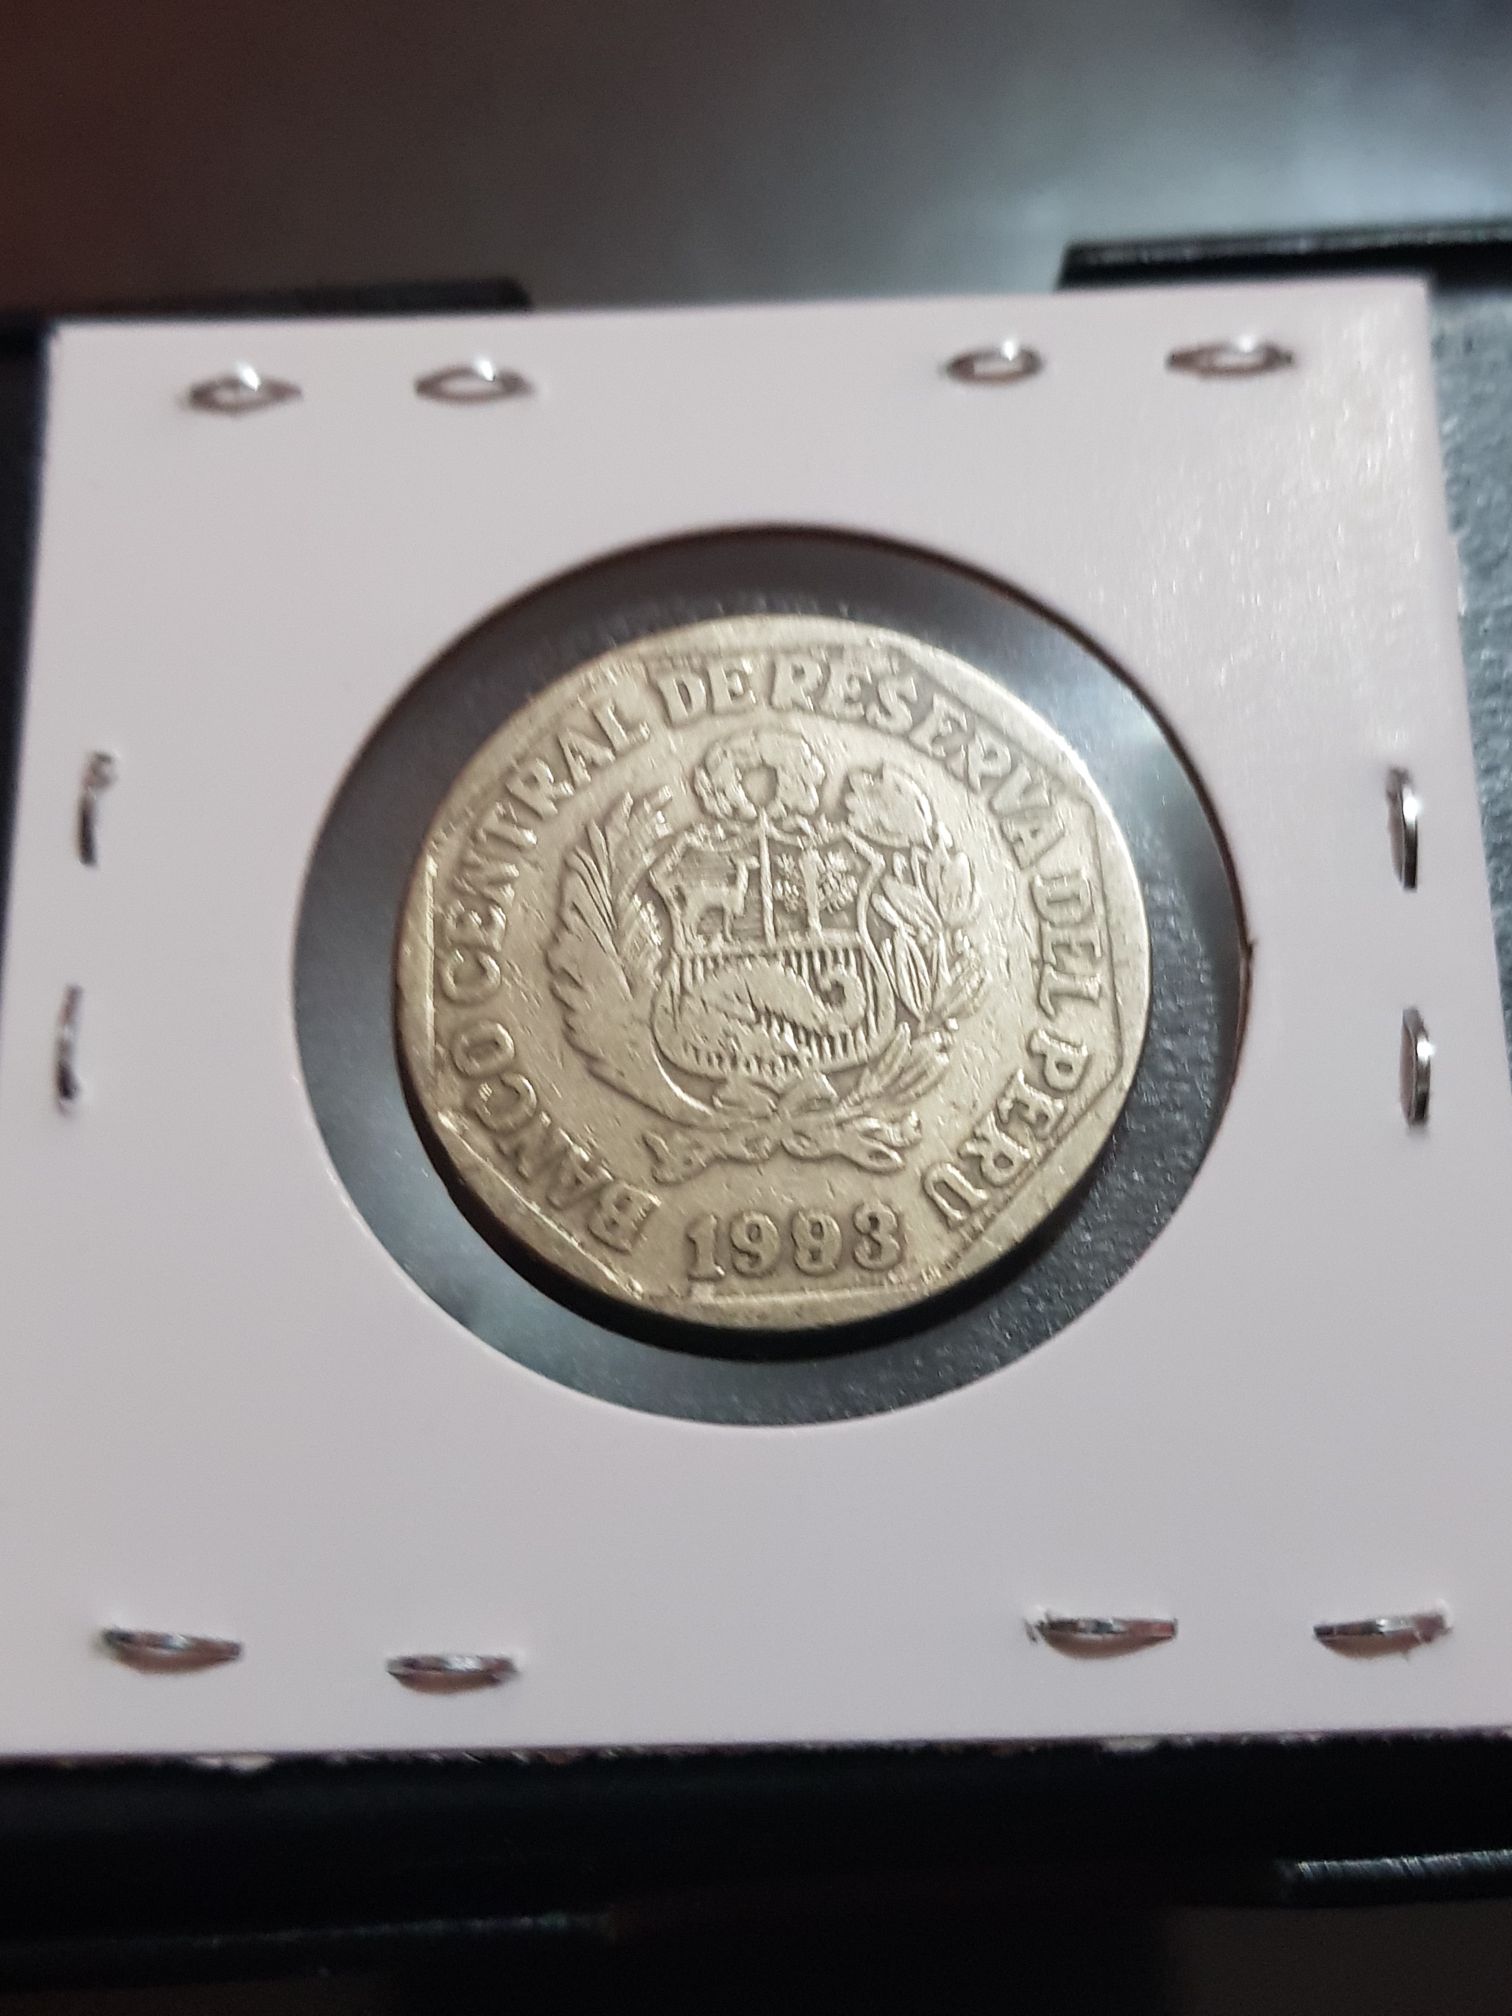 BANCO CENTRAL DE RESERVA DEL PERU
1993